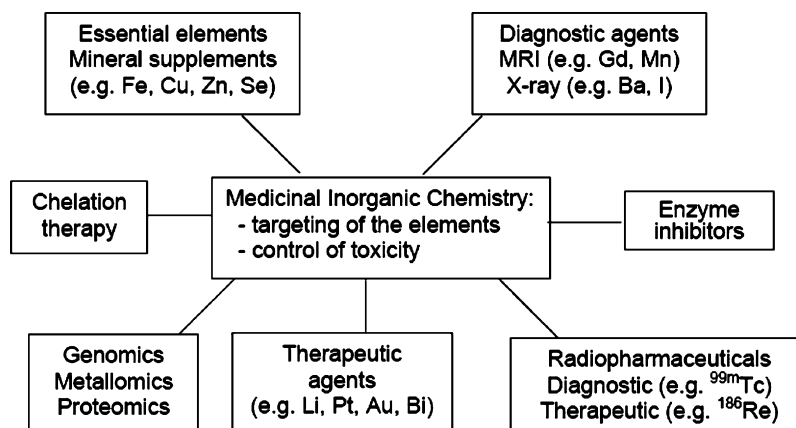 Essential elements
Mineral supplements
(e.g. Fe, Cu, Zn, Se)
Diagnostic agents
MRI (e.g. Gd, Mn)
X-ray (e.g. Ba, I)
Chelation
therapy
Medicinal Inorganic Chemistry:
- targeting of the elements
- control of toxicity
Enzyme
inhibitors
Genomics
Metallomics
Proteomics
Therapeutic
agents
(e.g. Li, Pt, Au, Bi)
Radiopharmaceuticals
Diagnostic (e.g. ⁹⁹ᵐTc)
Therapeutic (e.g. ¹⁸⁶Re)